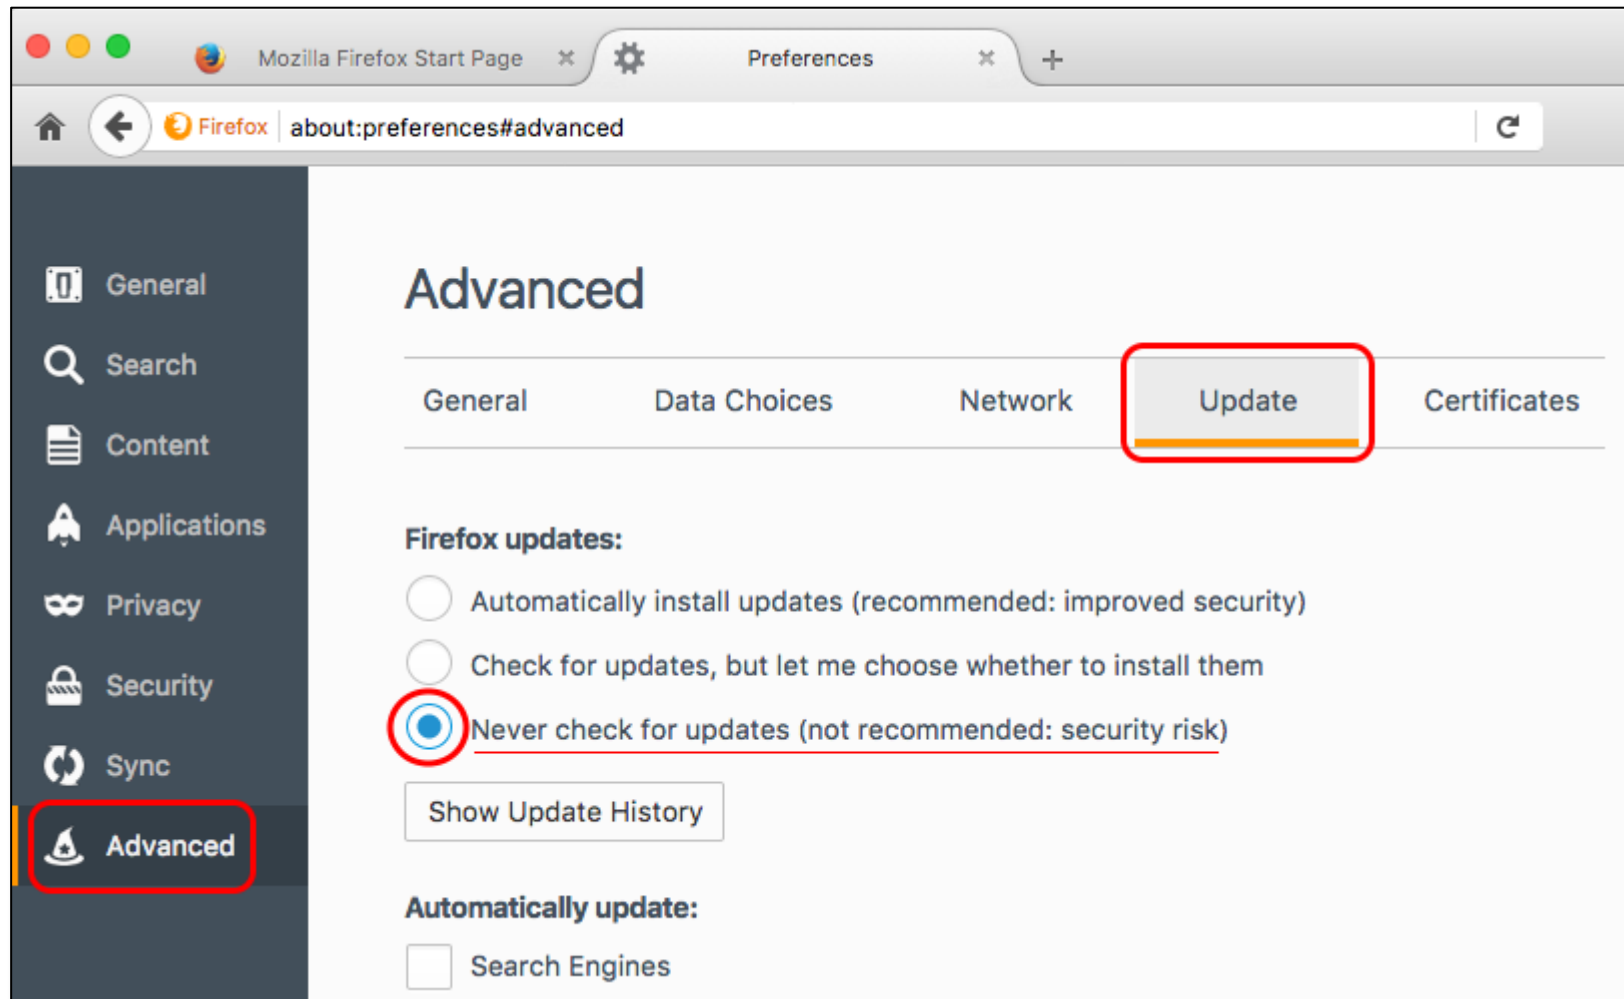 Mozilla Firefox Start Page
Preferences
Firefox about:preferences#advanced
General
Search
Content
Applications
Privacy
Security
Sync
Advanced
Advanced
General Data Choices Network Update Certificates
Firefox updates:
Automatically install updates (recommended: improved security)
Check for updates, but let me choose whether to install them
Never check for updates (not recommended: security risk)
Show Update History
Automatically update:
Search Engines